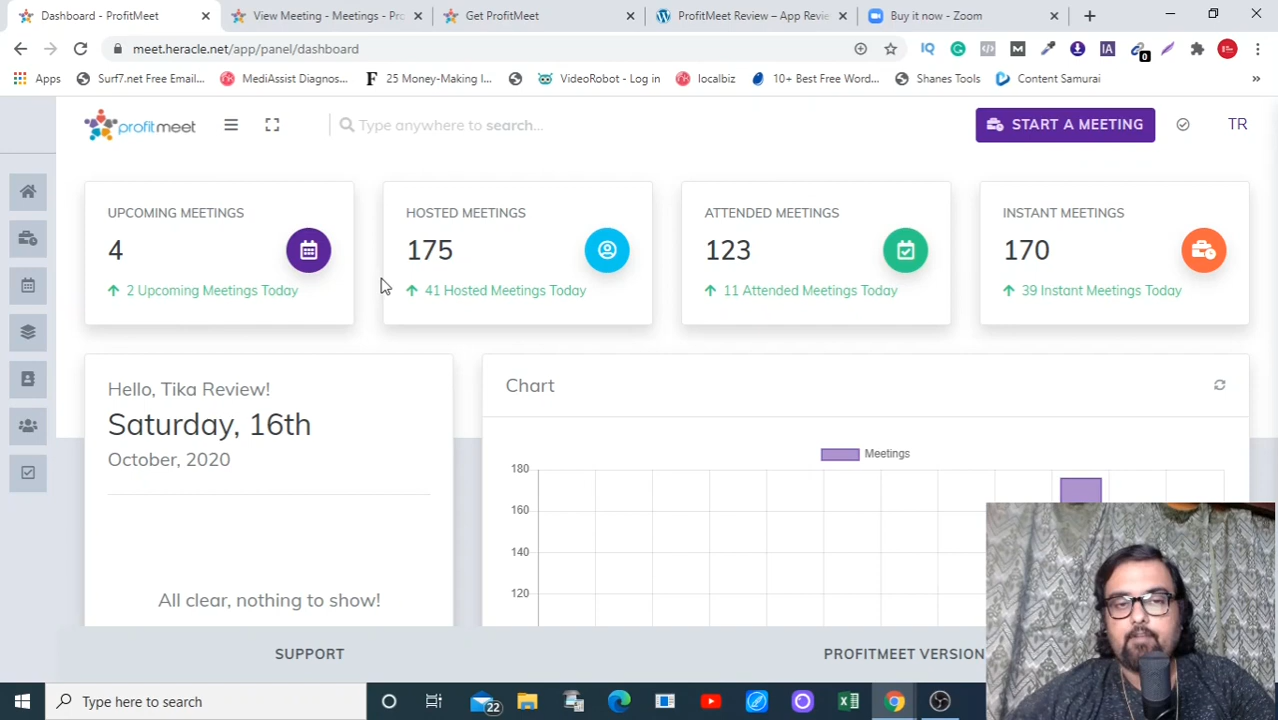 Dashboard - ProfitMeet
View Meeting - Meetings - Pro
Get ProfitMeet
ProfitMeet Review – App Revie
Buy it now - Zoom
meet.heracle.net/app/panel/dashboard
IQ
M
IA
0
Apps
Surf7.net Free Email...
MediAssist Diagnos...
F
25 Money-Making I...
VideoRobot - Log in
localbiz
10+ Best Free Word...
Shanes Tools
Content Samurai
»
profitmeet
Type anywhere to search...
START A MEETING
TR
UPCOMING MEETINGS
4
2 Upcoming Meetings Today
HOSTED MEETINGS
175
41 Hosted Meetings Today
ATTENDED MEETINGS
123
11 Attended Meetings Today
INSTANT MEETINGS
170
39 Instant Meetings Today
Hello, Tika Review!
Saturday, 16th
October, 2020
All clear, nothing to show!
Chart
Meetings
180
160
140
120
SUPPORT
PROFITMEET VERSION
Type here to search
22